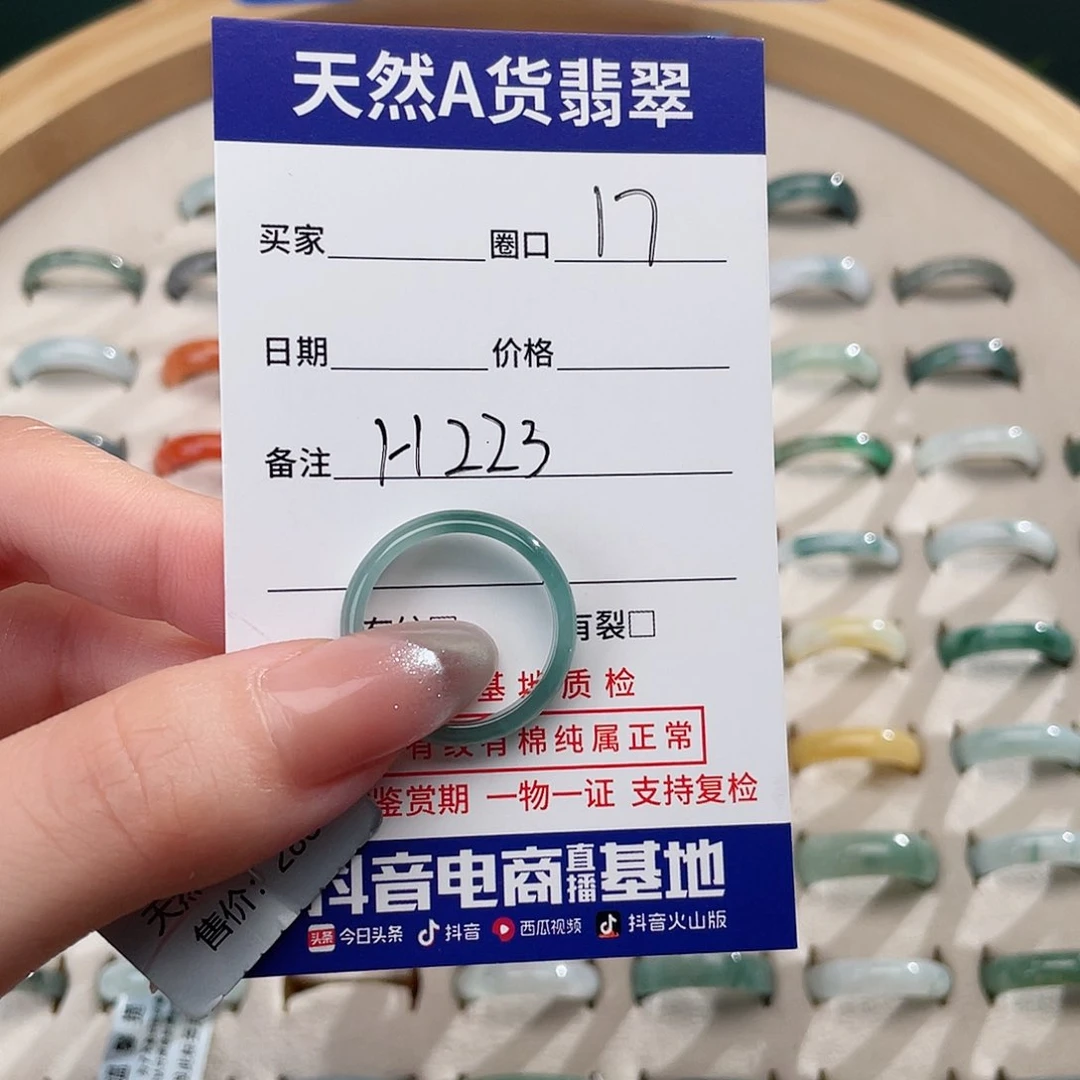 天然A货翡翠
买家 圈口 17
日期 价格
备注 H223
有裂□
基地质检
有纹有棉纯属正常
鉴赏期 一物一证 支持复检
抖音电商直播基地
头条 今日头条 抖音 西瓜视频 抖音火山版
售价: